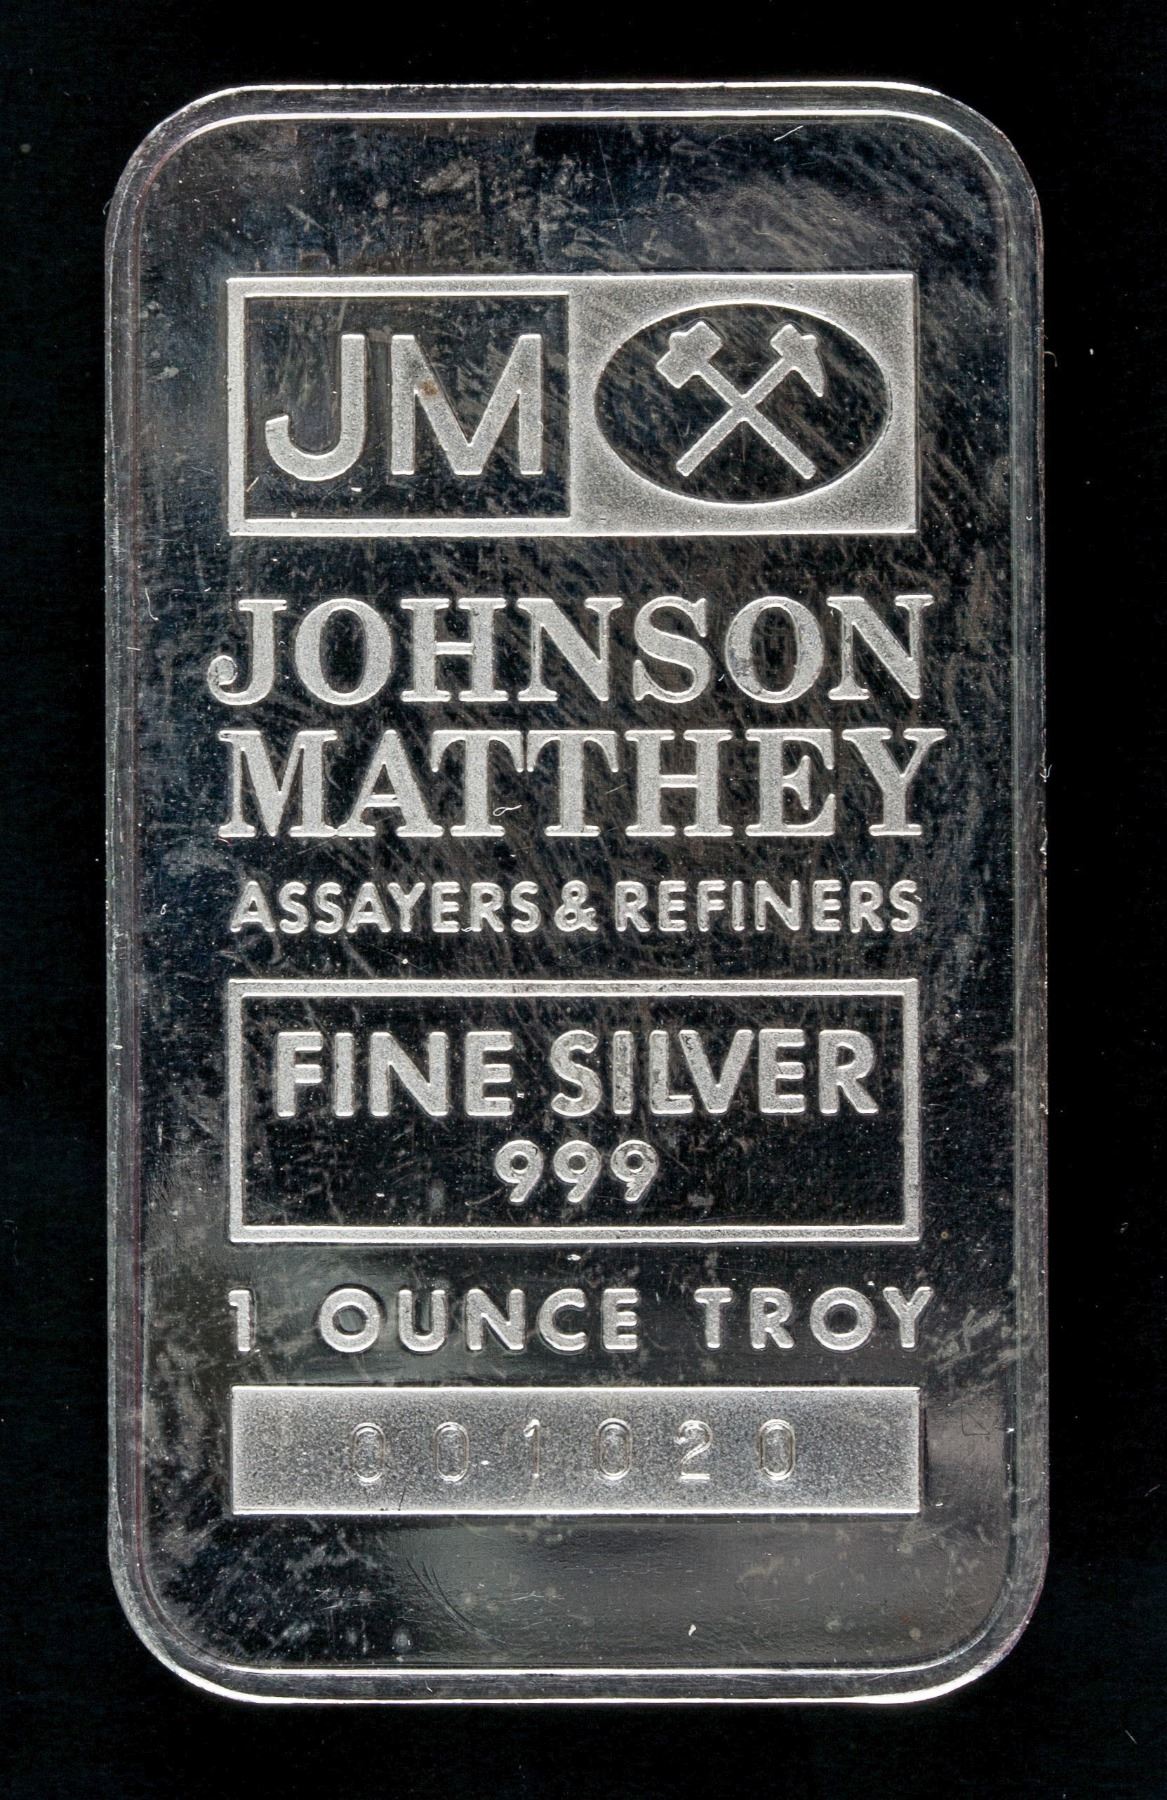 JM
JOHNSON
MATTHEY
ASSAYERS & REFINERS
FINE SILVER
999
1 OUNCE TROY
001020